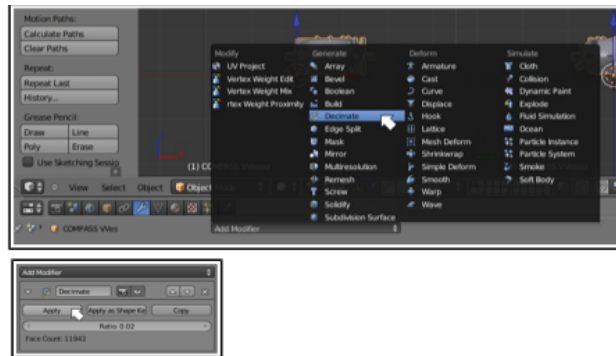 Motion Paths:
Calculate Paths
Clear Paths
Repeat:
Repeat Last
History...
Grease Pencil:
Draw Line
Poly Erase
Use Sketching Sessio
Modify Generate Deform Simulate
UV Project Array Armature Cloth
Vertex Weight Edit Bevel Cast Collision
Vertex Weight Mix Boolean Curve Dynamic Paint
rtex Weight Proximity Build Displace Explode
Decimate Hook Fluid Simulation
Edge Split Lattice Ocean
Mask Mesh Deform Particle Instance
Mirror Shrinkwrap Particle System
Multiresolution Simple Deform Smoke
Remesh Smooth Soft Body
Screw Warp
Solidify Wave
Subdivision Surface
Add Modifier
View Select Object Object
COMPASS
Add Modifier
Decimate
Apply Apply as Shape Ke Copy
Ratio: 0.02
Face Count: 11942